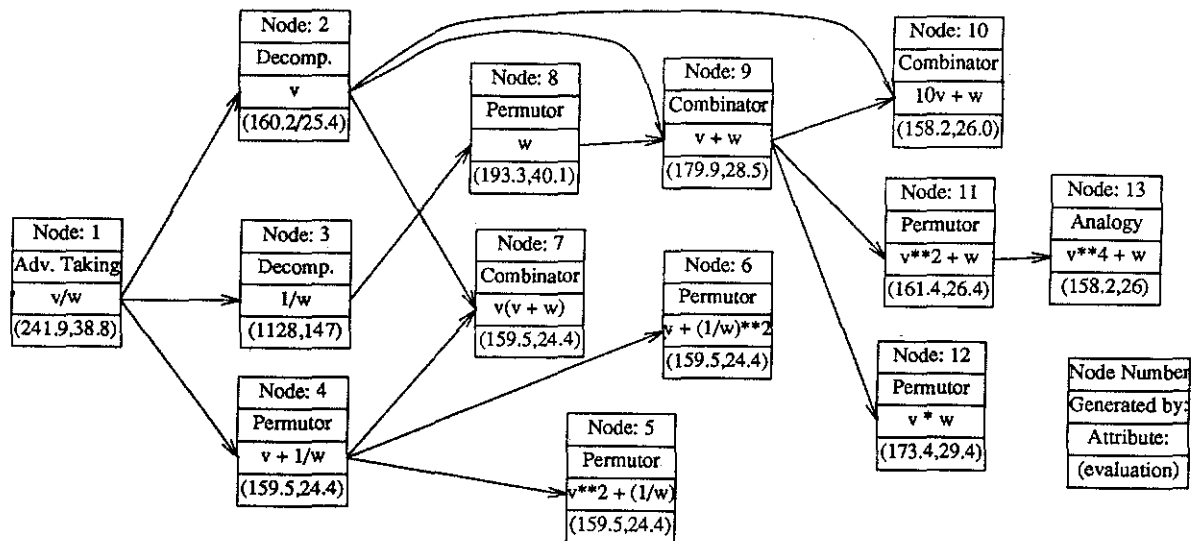 Node: 1
Adv. Taking
v/w
(241.9,38.8)
Node: 2
Decomp.
v
(160.2/25.4)
Node: 3
Decomp.
1/w
(1128,147)
Node: 4
Permutor
v + 1/w
(159.5,24.4)
Node: 8
Permutor
w
(193.3,40.1)
Node: 7
Combinator
v(v + w)
(159.5,24.4)
Node: 5
Permutor
v**2 + (1/w)
(159.5,24.4)
Node: 9
Combinator
v + w
(179.9,28.5)
Node: 6
Permutor
v + (1/w)**2
(159.5,24.4)
Node: 10
Combinator
10v + w
(158.2,26.0)
Node: 11
Permutor
v**2 + w
(161.4,26.4)
Node: 12
Permutor
v * w
(173.4,29.4)
Node: 13
Analogy
v**4 + w
(158.2,26)
Node Number
Generated by:
Attribute:
(evaluation)